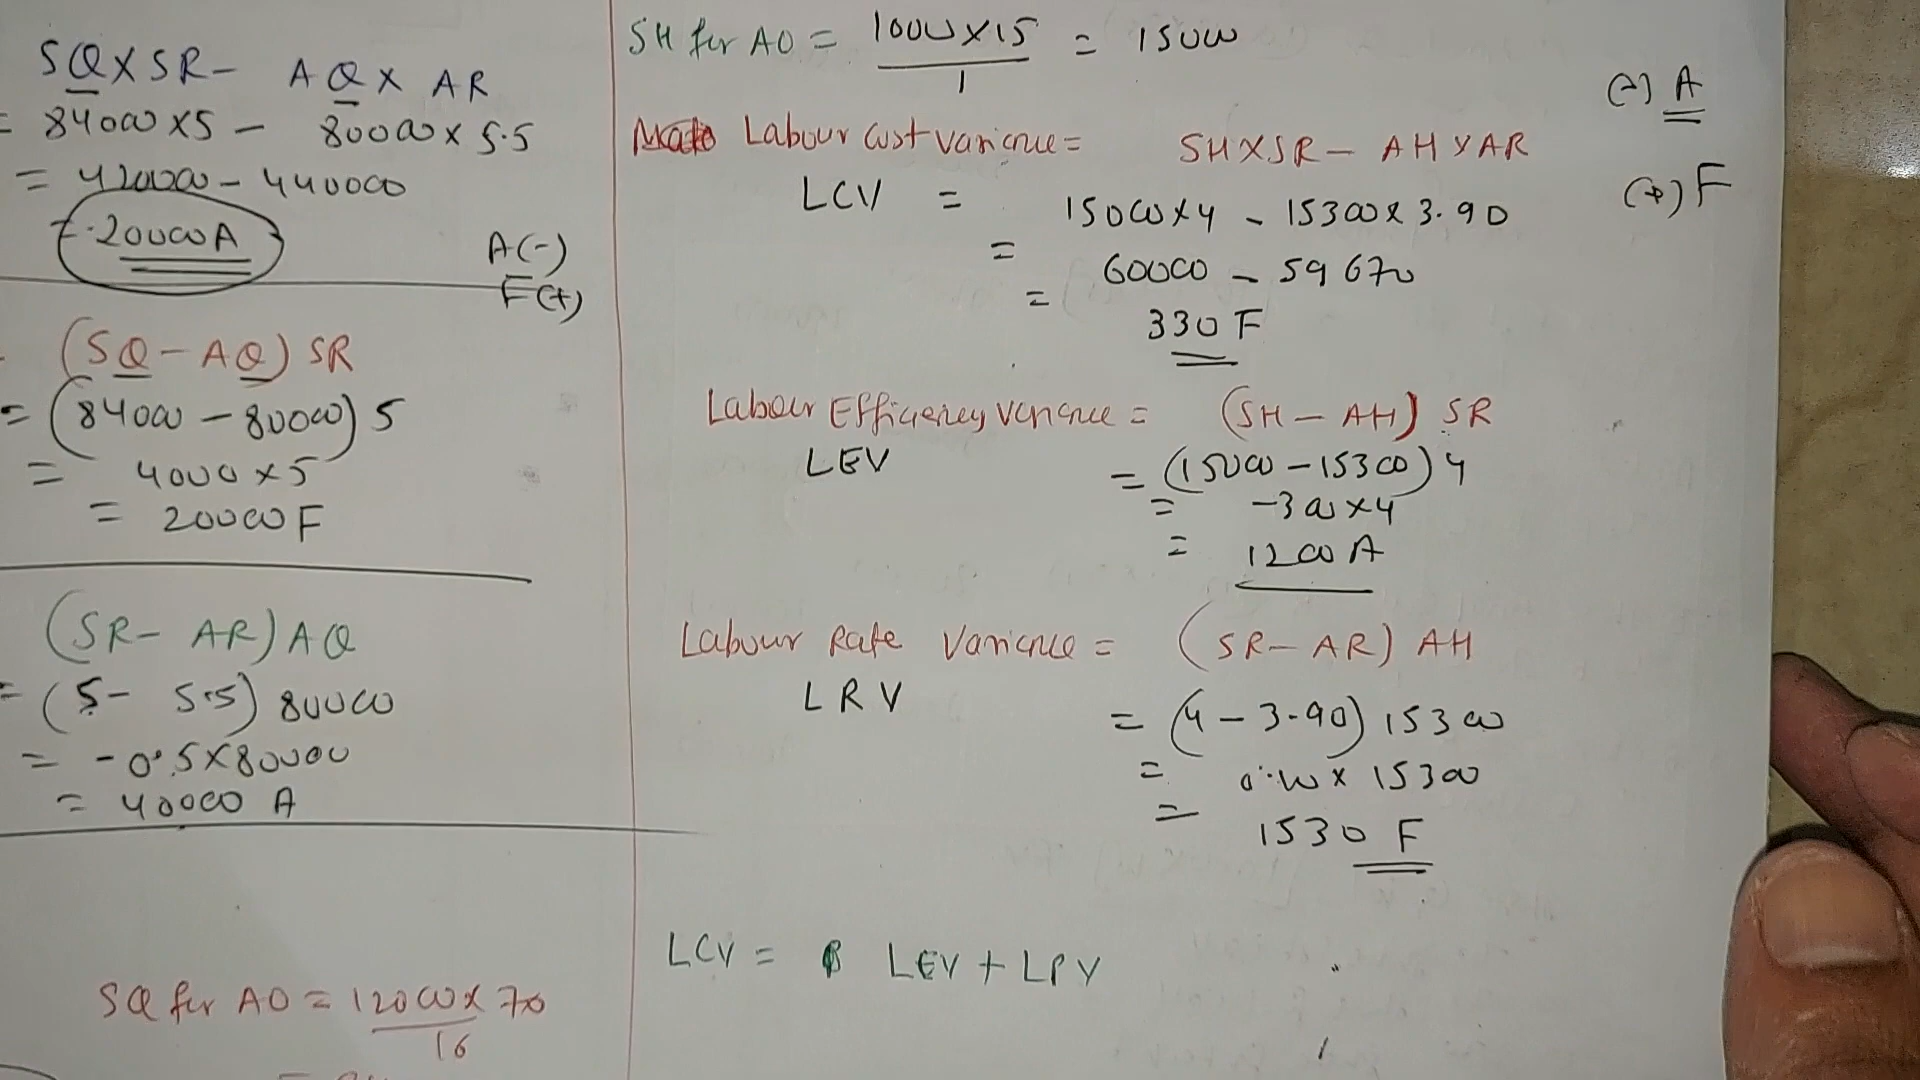 SQ X SR - AQ X AR
= 84000 X5 - 80000 x 5.5
= 420000 - 440000
= -20000 A
A(-)
F(+)
(SQ - AQ) SR
= (84000 - 80000) 5
= 4000 x 5
= 20000 F
(SR - AR) AQ
= (5 - 5.5) 80000
= -0.5 X 80000
= 40000 A
SQ for AO = 12000 x 70
16
SH for AO = 1000 X 15 = 15000
1
(-) A
Labour Cost Variance = SH X SR - AH X AR
(+) F
LCV = 15000 x 4 - 15300 x 3.90
= 60000 - 59670
= 330 F
Labour Efficiency Variance = (SH - AH) SR
LEV = (15000 - 15300) 4
= -300 x 4
= 1200 A
Labour Rate Variance = (SR - AR) AH
LRV = (4 - 3.90) 15300
= 0.10 x 15300
= 1530 F
LCV = LEV + LRV